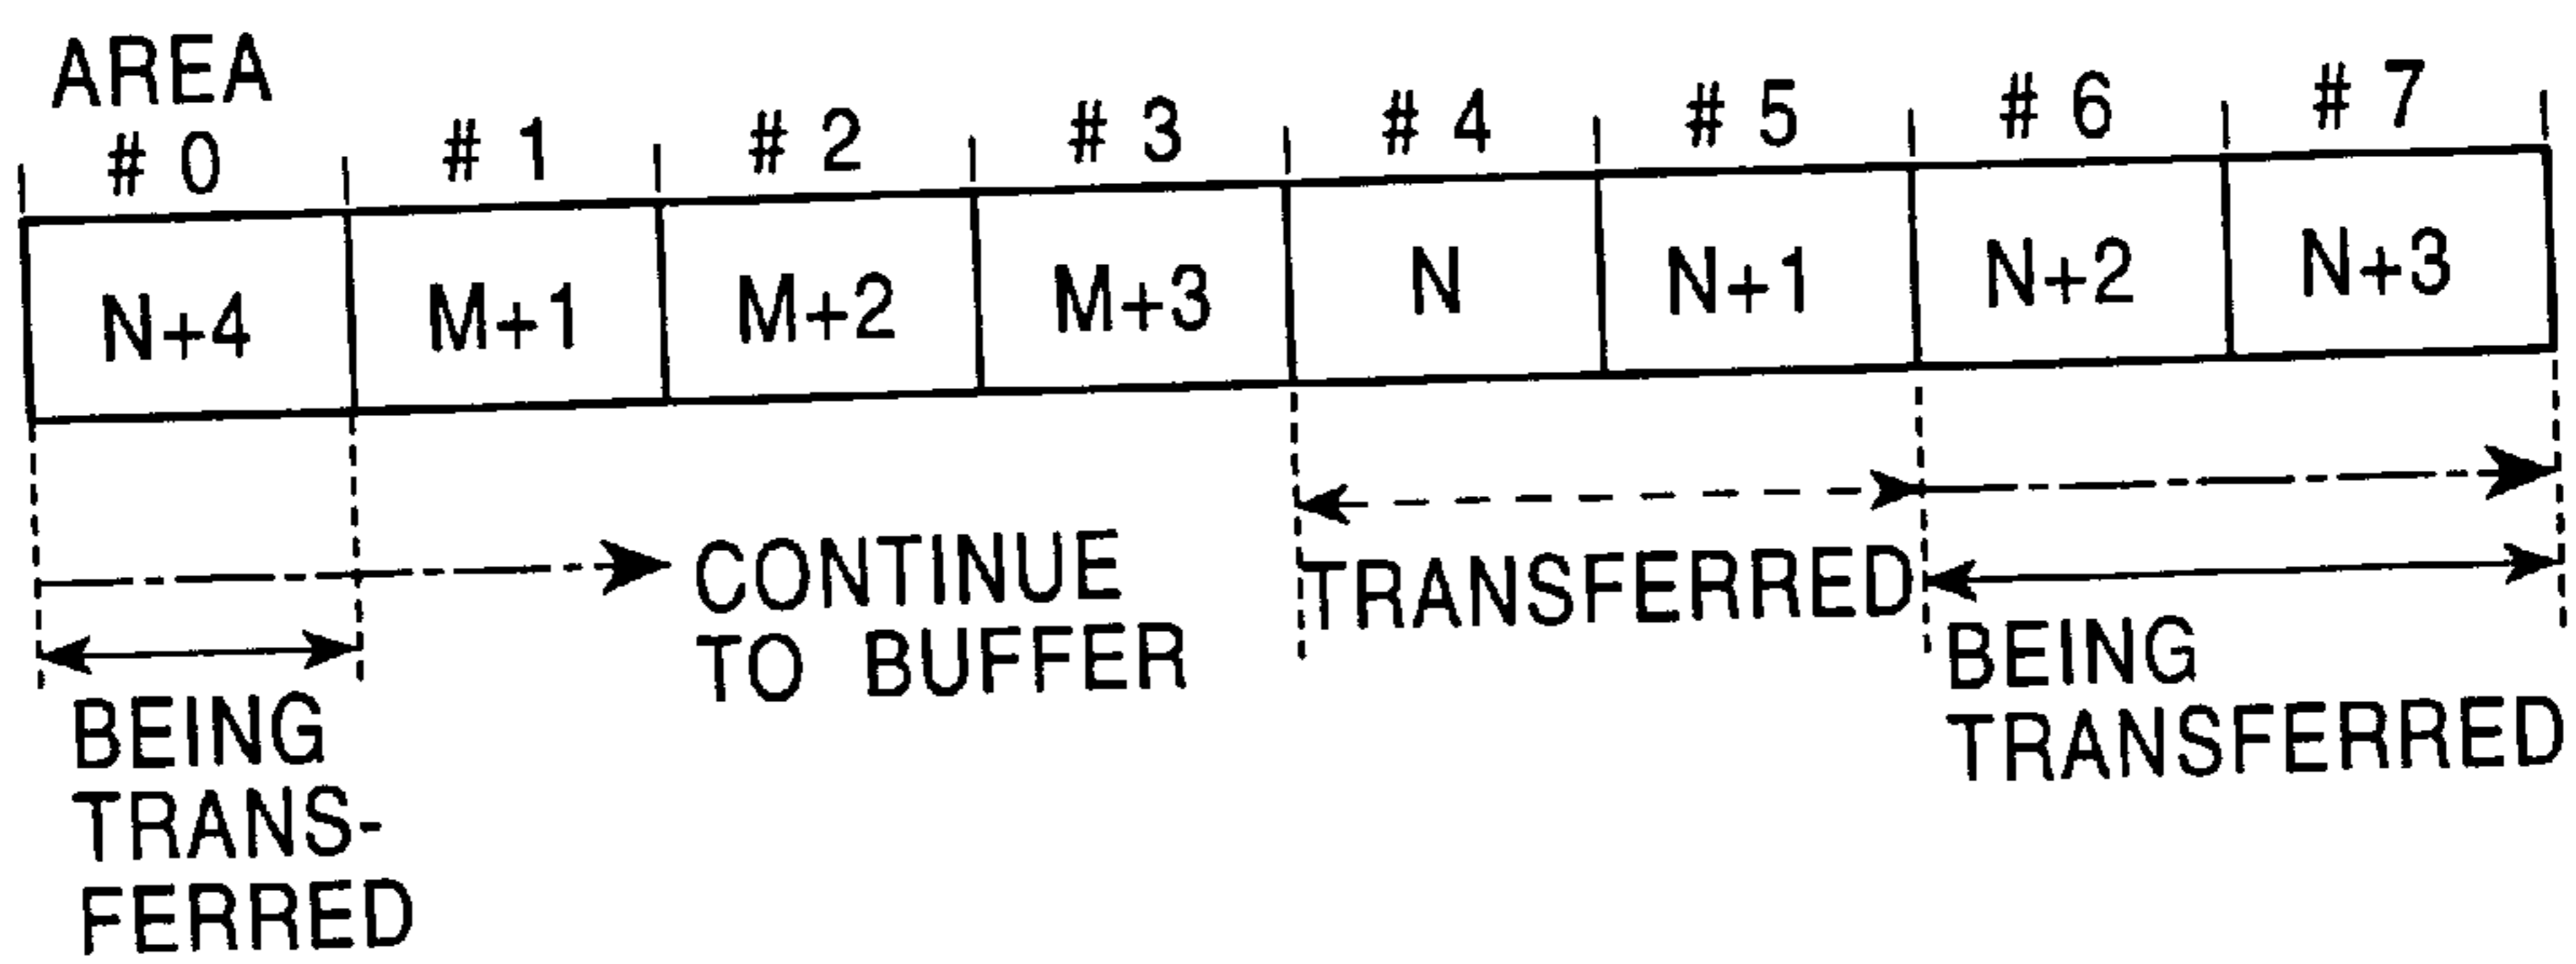 AREA
# 0 # 1 # 2 # 3 # 4 # 5 # 6 # 7
N+4 M+1 M+2 M+3 N N+1 N+2 N+3
CONTINUE
TO BUFFER
TRANSFERRED
BEING
TRANSFERRED
BEING
TRANS-
FERRED